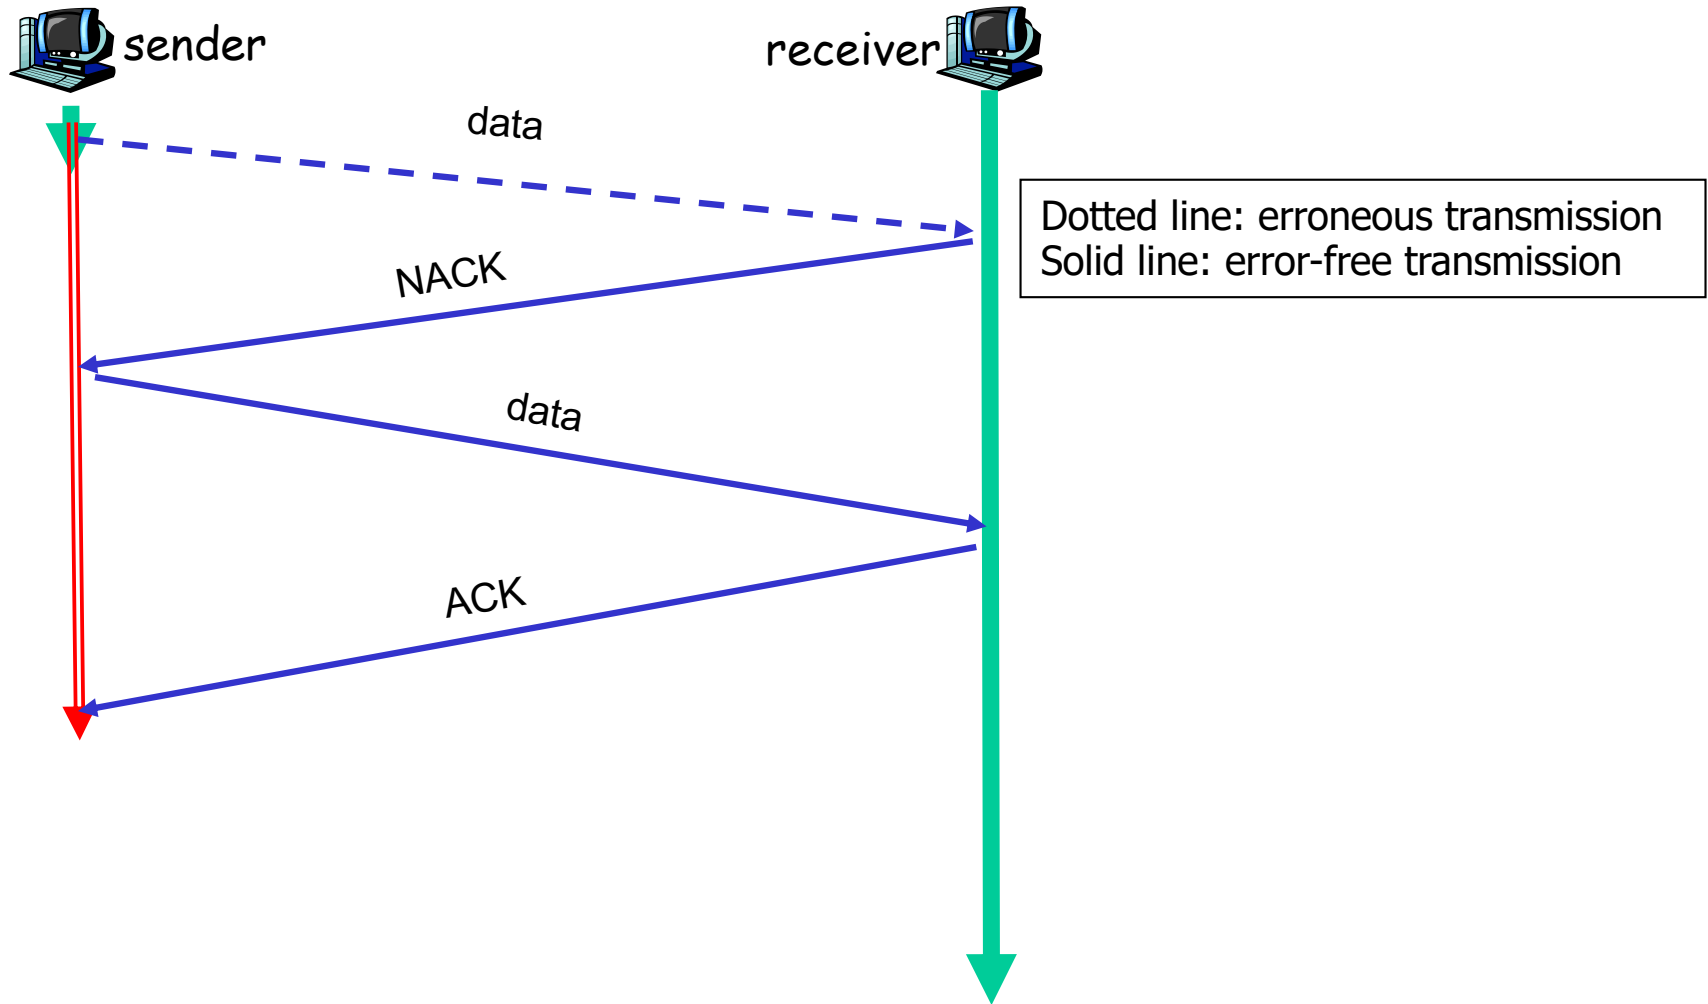 sender
receiver
data
Dotted line: erroneous transmission
Solid line: error-free transmission
NACK
data
ACK